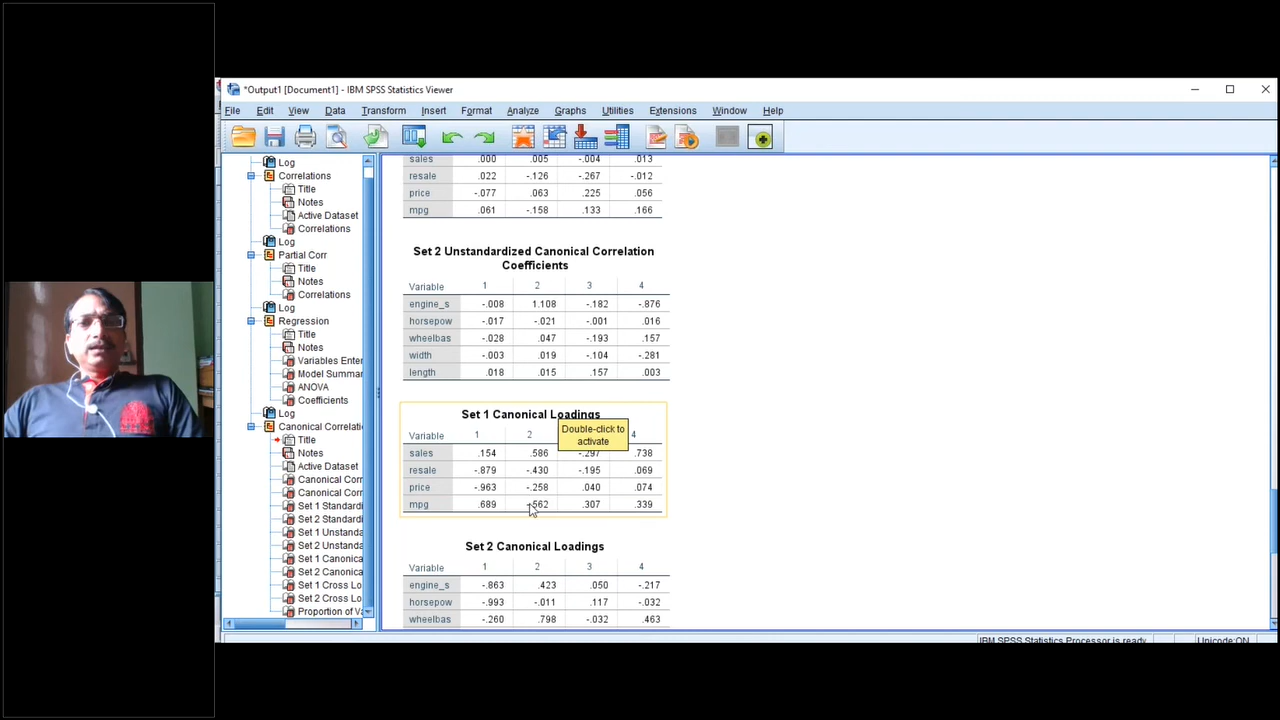 *Output1 [Document1] - IBM SPSS Statistics Viewer
File Edit View Data Transform Insert Format Analyze Graphs Utilities Extensions Window Help
Log
Correlations
Title
Notes
Active Dataset
Correlations
Log
Partial Corr
Title
Notes
Correlations
Log
Regression
Title
Notes
Variables Enter
Model Summar
ANOVA
Coefficients
Log
Canonical Correlatio
Title
Notes
Active Dataset
Canonical Corr
Canonical Corr
Set 1 Standardi
Set 2 Standardi
Set 1 Unstanda
Set 2 Unstanda
Set 1 Canonica
Set 2 Canonica
Set 1 Cross Lo
Set 2 Cross Lo
Proportion of Va
sales .000 .005 -.004 .013
resale .022 -.126 -.267 -.012
price -.077 .063 .225 .056
mpg .061 -.158 .133 .166
Set 2 Unstandardized Canonical Correlation
Coefficients
Variable 1 2 3 4
engine_s -.008 1.108 -.182 -.876
horsepow -.017 -.021 -.001 .016
wheelbas -.028 .047 -.193 .157
width -.003 .019 -.104 -.281
length .018 .015 .157 .003
Set 1 Canonical Loadings
Variable 1 2 4
Double-click to
activate
sales .154 .586 -.297 .738
resale -.879 -.430 -.195 .069
price -.963 -.258 .040 .074
mpg .689 -.562 .307 .339
Set 2 Canonical Loadings
Variable 1 2 3 4
engine_s -.863 .423 .050 -.217
horsepow -.993 -.011 .117 -.032
wheelbas -.260 .798 -.032 .463
IBM SPSS Statistics Processor is ready
Unicode:ON